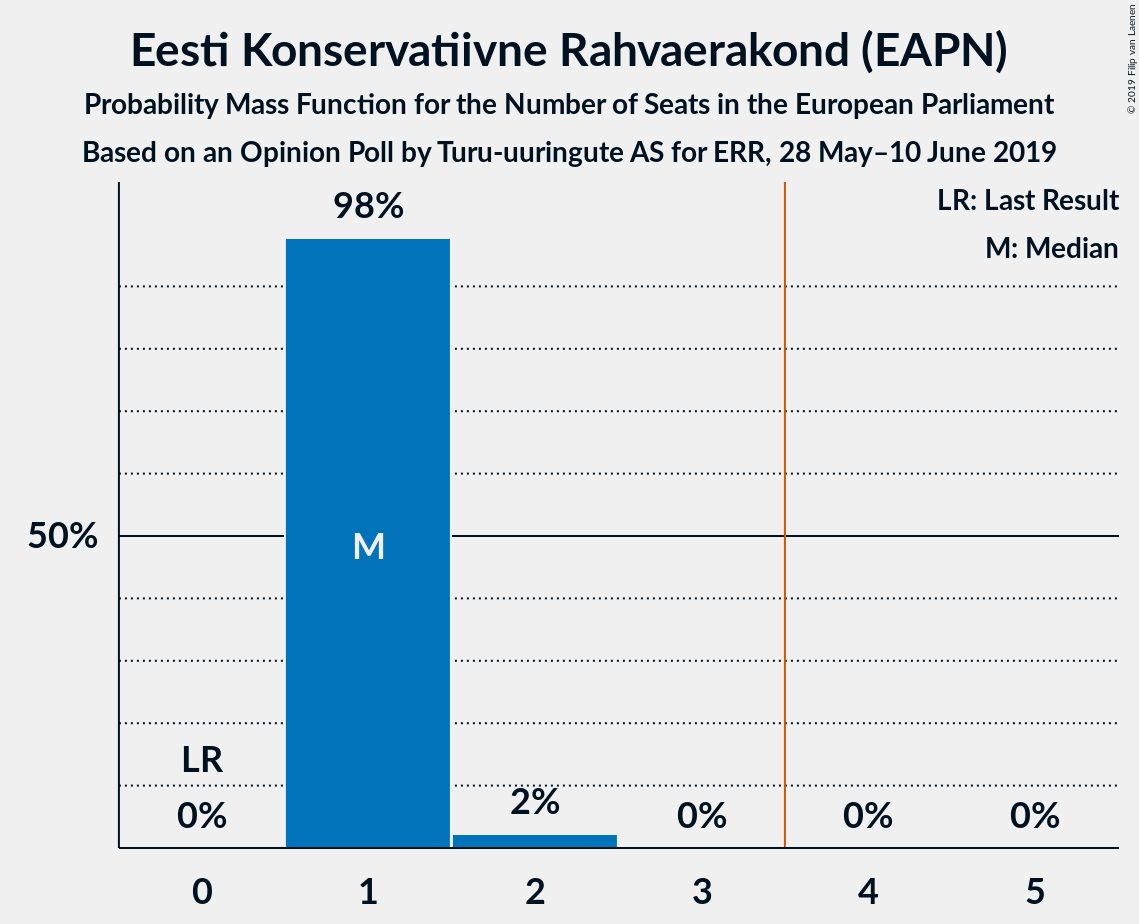 Eesti Konservatiivne Rahvaerakond (EAPN)
Probability Mass Function for the Number of Seats in the European Parliament
Based on an Opinion Poll by Turu-uuringute AS for ERR, 28 May–10 June 2019
© 2019 Filip van Laenen
LR: Last Result
M: Median
98%
50%
M
LR
0%
2%
0%
0%
0%
0
1
2
3
4
5